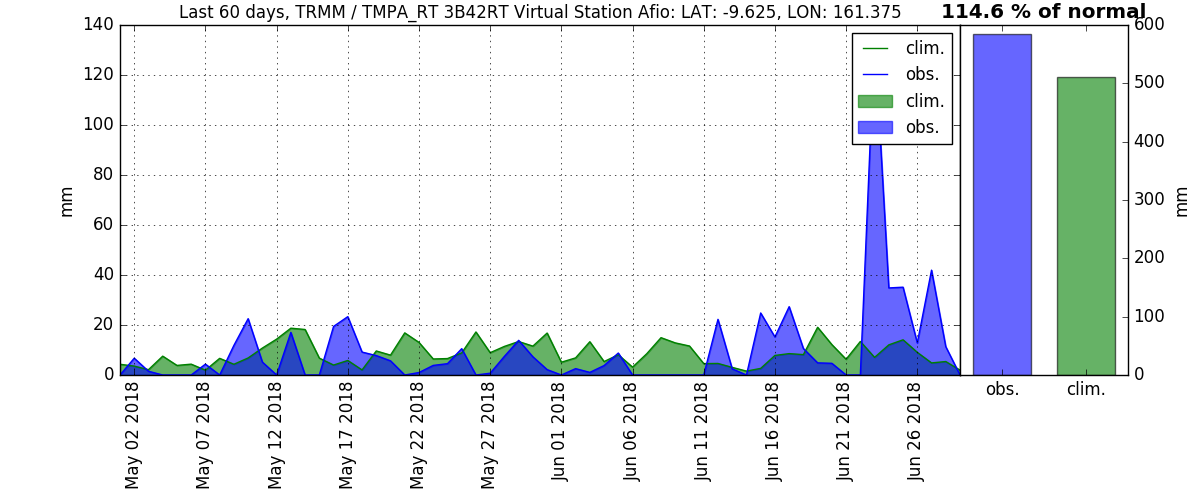 Last 60 days, TRMM / TMPA_RT 3B42RT Virtual Station Afio: LAT: -9.625, LON: 161.375
114.6 % of normal
140
120
100
80
60
40
20
0
mm
clim.
obs.
clim.
obs.
600
500
400
300
200
100
0
mm
May 02 2018
May 07 2018
May 12 2018
May 17 2018
May 22 2018
May 27 2018
Jun 01 2018
Jun 06 2018
Jun 11 2018
Jun 16 2018
Jun 21 2018
Jun 26 2018
obs.
clim.